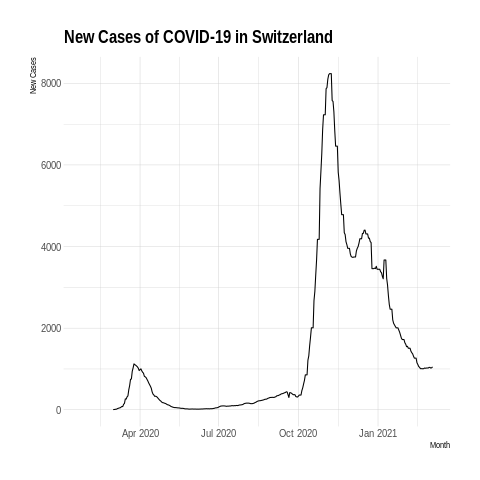 New Cases of COVID-19 in Switzerland
New Cases
8000
6000
4000
2000
0
Apr 2020 Jul 2020 Oct 2020 Jan 2021
Month